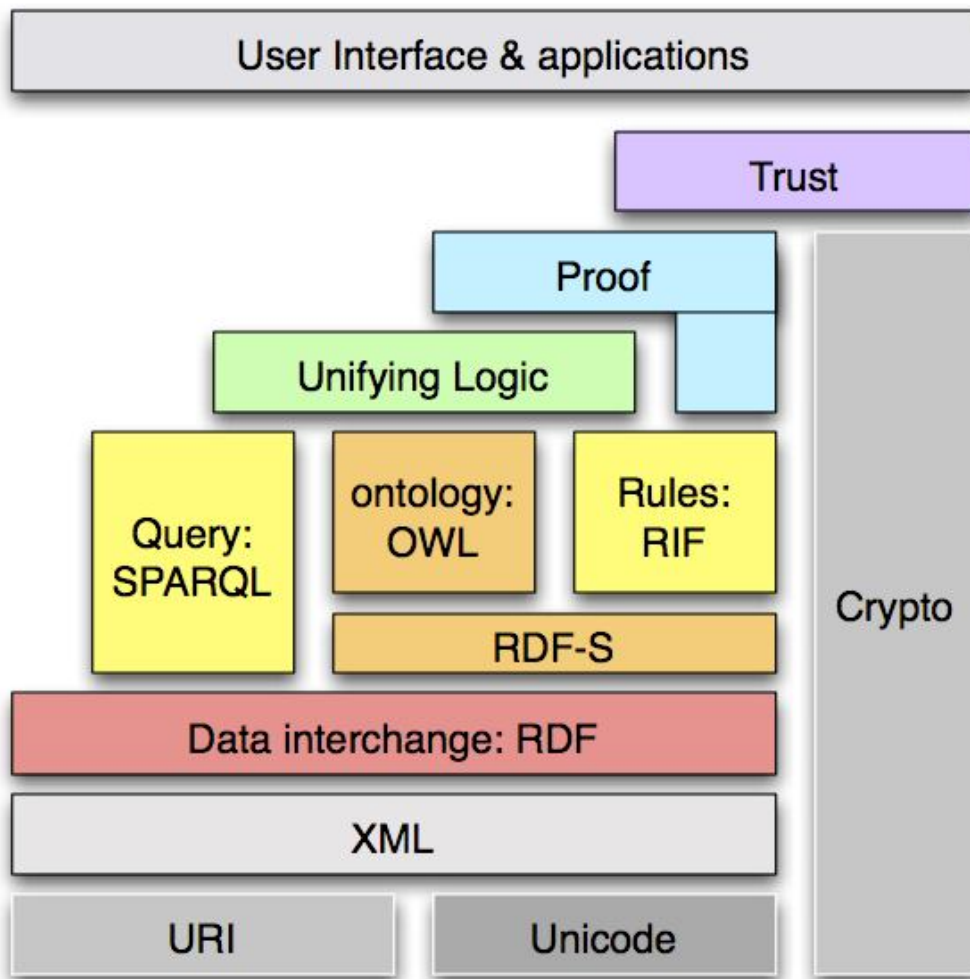 User Interface & applications
Trust
Proof
Unifying Logic
Query:
SPARQL
ontology:
OWL
Rules:
RIF
Crypto
RDF-S
Data interchange: RDF
XML
URI
Unicode